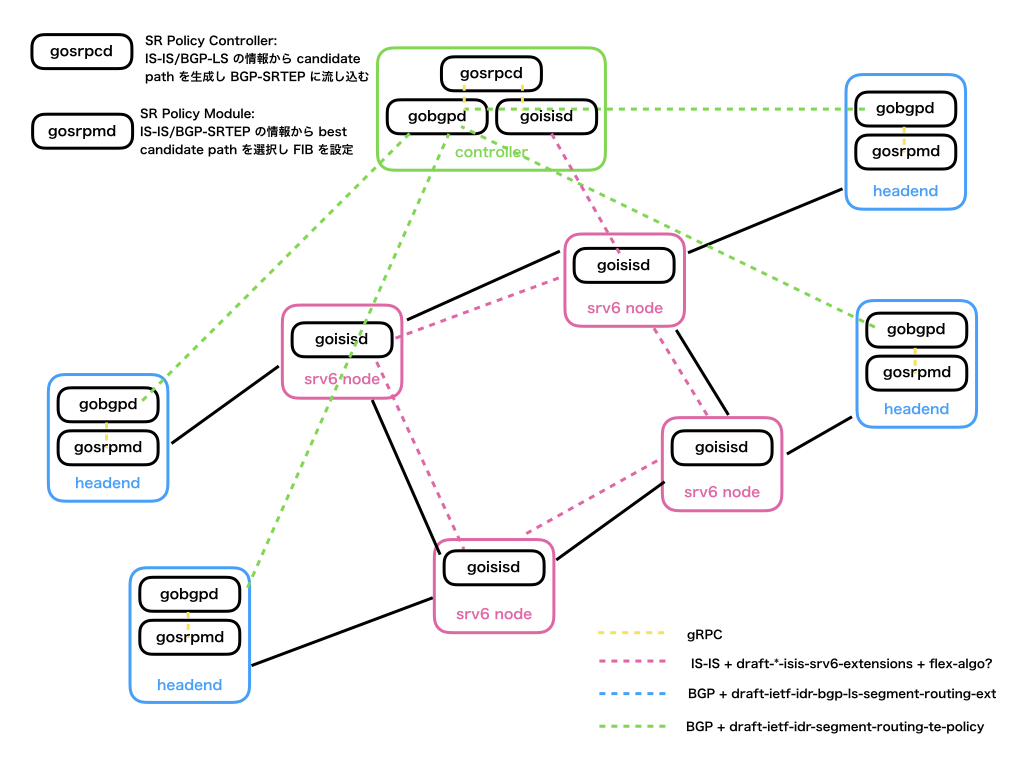 gosrpcd
SR Policy Controller:
IS-IS/BGP-LS の情報から candidate
path を生成し BGP-SRTEP に流し込む
gosrpmd
SR Policy Module:
IS-IS/BGP-SRTEP の情報から best
candidate path を選択し FIB を設定
gosrpcd
gobgpd
goisisd
controller
gobgpd
gosrpmd
headend
goisisd
srv6 node
goisisd
srv6 node
gobgpd
gosrpmd
headend
gobgpd
gosrpmd
headend
goisisd
srv6 node
goisisd
srv6 node
gobgpd
gosrpmd
headend
gRPC
IS-IS + draft-*-isis-srv6-extensions + flex-algo?
BGP + draft-ietf-idr-bgp-ls-segment-routing-ext
BGP + draft-ietf-idr-segment-routing-te-policy